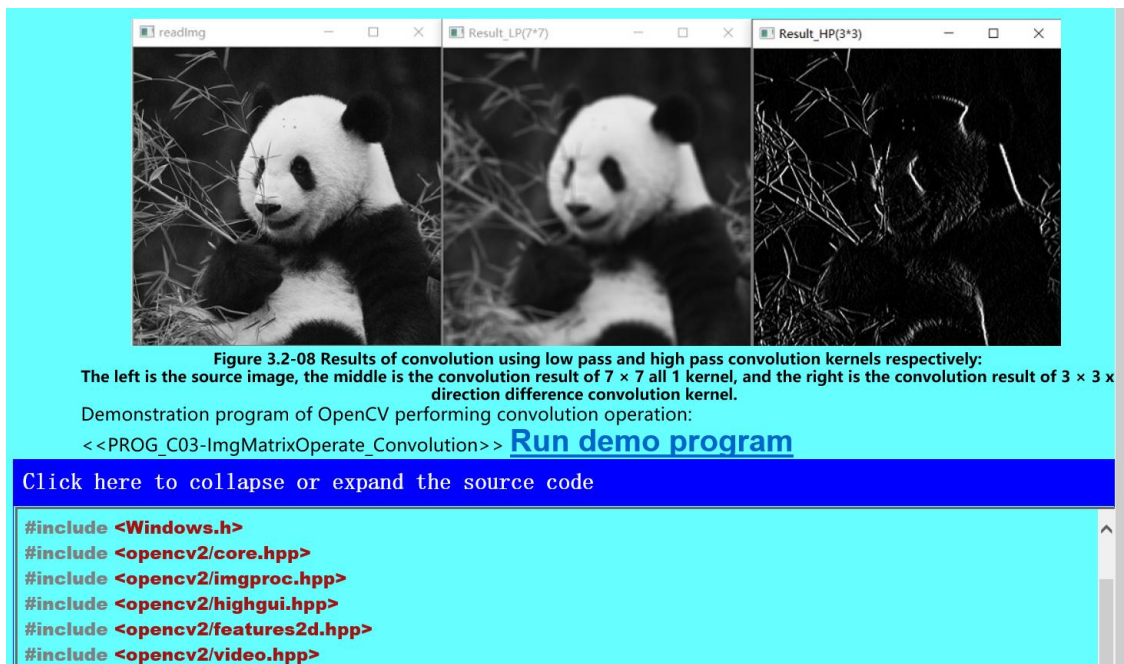 readImg
Result_LP(7*7)
Result_HP(3*3)
Figure 3.2-08 Results of convolution using low pass and high pass convolution kernels respectively:
The left is the source image, the middle is the convolution result of 7 × 7 all 1 kernel, and the right is the convolution result of 3 × 3 x
direction difference convolution kernel.
Demonstration program of OpenCV performing convolution operation:
<<PROG_C03-ImgMatrixOperate_Convolution>> Run demo program
Click here to collapse or expand the source code
#include <Windows.h>
#include <opencv2/core.hpp>
#include <opencv2/imgproc.hpp>
#include <opencv2/highgui.hpp>
#include <opencv2/features2d.hpp>
#include <opencv2/video.hpp>